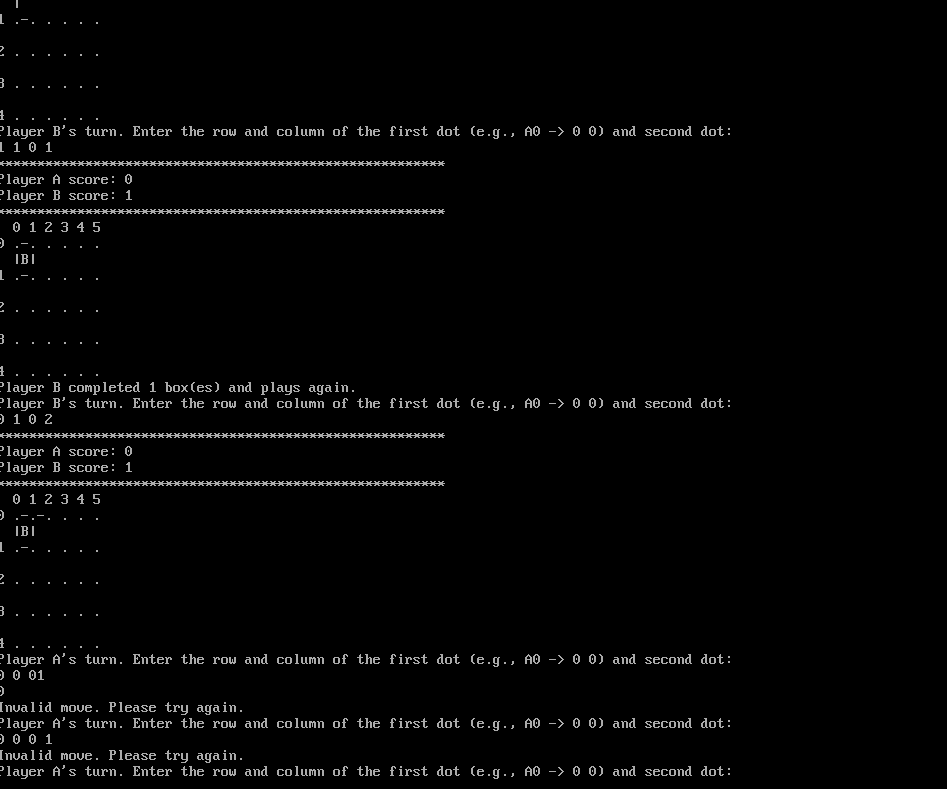 |
1 .-. . . . .
2 . . . . . .
3 . . . . . .
4 . . . . . .
Player B's turn. Enter the row and column of the first dot (e.g., A0 -> 0 0) and second dot:
1 1 0 1
*******************************************************
Player A score: 0
Player B score: 1
*******************************************************
0 1 2 3 4 5
0 .-. . . . .
|B|
1 .-. . . . .
2 . . . . . .
3 . . . . . .
4 . . . . . .
Player B completed 1 box(es) and plays again.
Player B's turn. Enter the row and column of the first dot (e.g., A0 -> 0 0) and second dot:
0 1 0 2
*******************************************************
Player A score: 0
Player B score: 1
*******************************************************
0 1 2 3 4 5
0 .-.-. . . .
|B|
1 .-. . . . .
2 . . . . . .
3 . . . . . .
4 . . . . . .
Player A's turn. Enter the row and column of the first dot (e.g., A0 -> 0 0) and second dot:
0 0 01
0
Invalid move. Please try again.
Player A's turn. Enter the row and column of the first dot (e.g., A0 -> 0 0) and second dot:
0 0 0 1
Invalid move. Please try again.
Player A's turn. Enter the row and column of the first dot (e.g., A0 -> 0 0) and second dot: